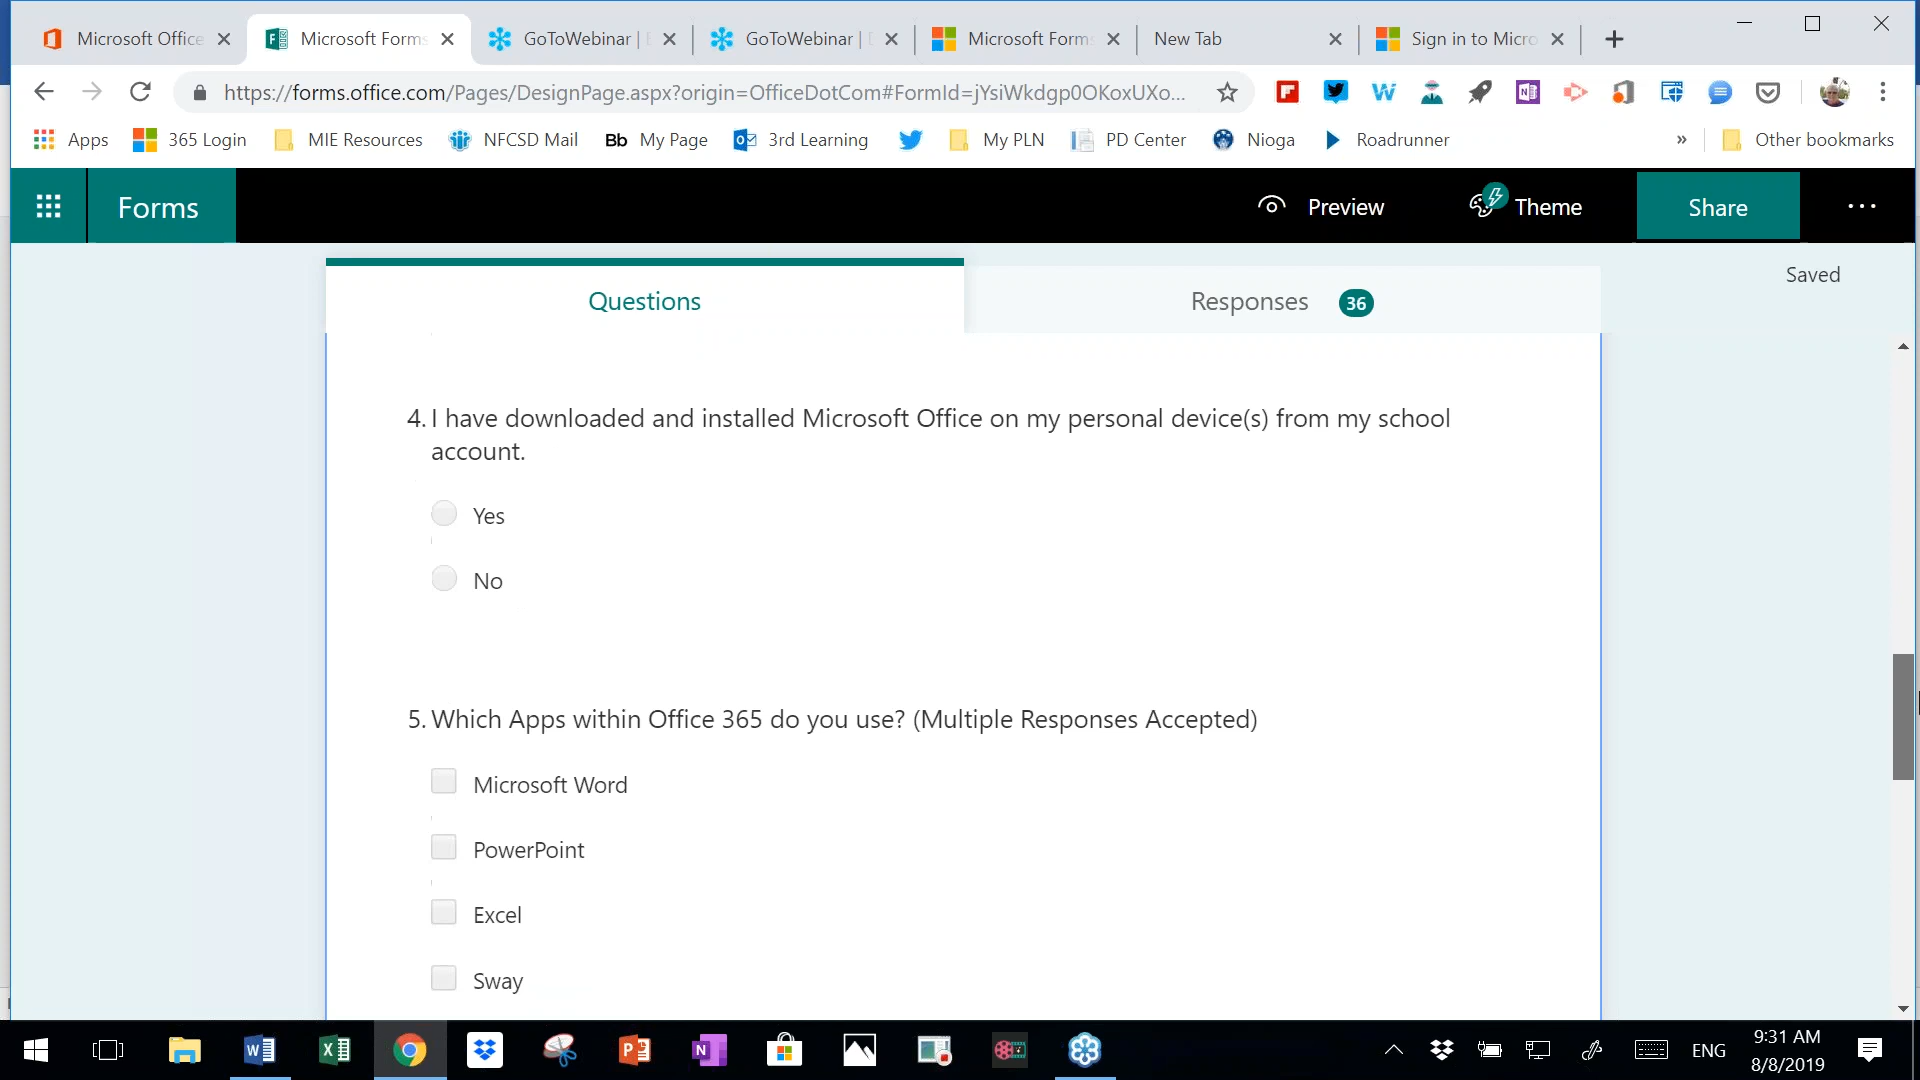 Microsoft Office
Microsoft Forms
GoToWebinar |
GoToWebinar |
Microsoft Forms
New Tab
Sign in to Micro
https://forms.office.com/Pages/DesignPage.aspx?origin=OfficeDotCom#FormId=jYsiWkdgp0OKoxUXo...
Apps
365 Login
MIE Resources
NFCSD Mail
Bb My Page
3rd Learning
My PLN
PD Center
Nioga
Roadrunner
»
Other bookmarks
Forms
Preview
Theme
Share
...
Questions
Responses 36
Saved
4. I have downloaded and installed Microsoft Office on my personal device(s) from my school
account.
Yes
No
5. Which Apps within Office 365 do you use? (Multiple Responses Accepted)
Microsoft Word
PowerPoint
Excel
Sway
ENG
9:31 AM
8/8/2019